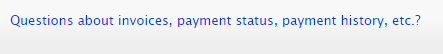 Questions about invoices, payment status, payment history, etc.?